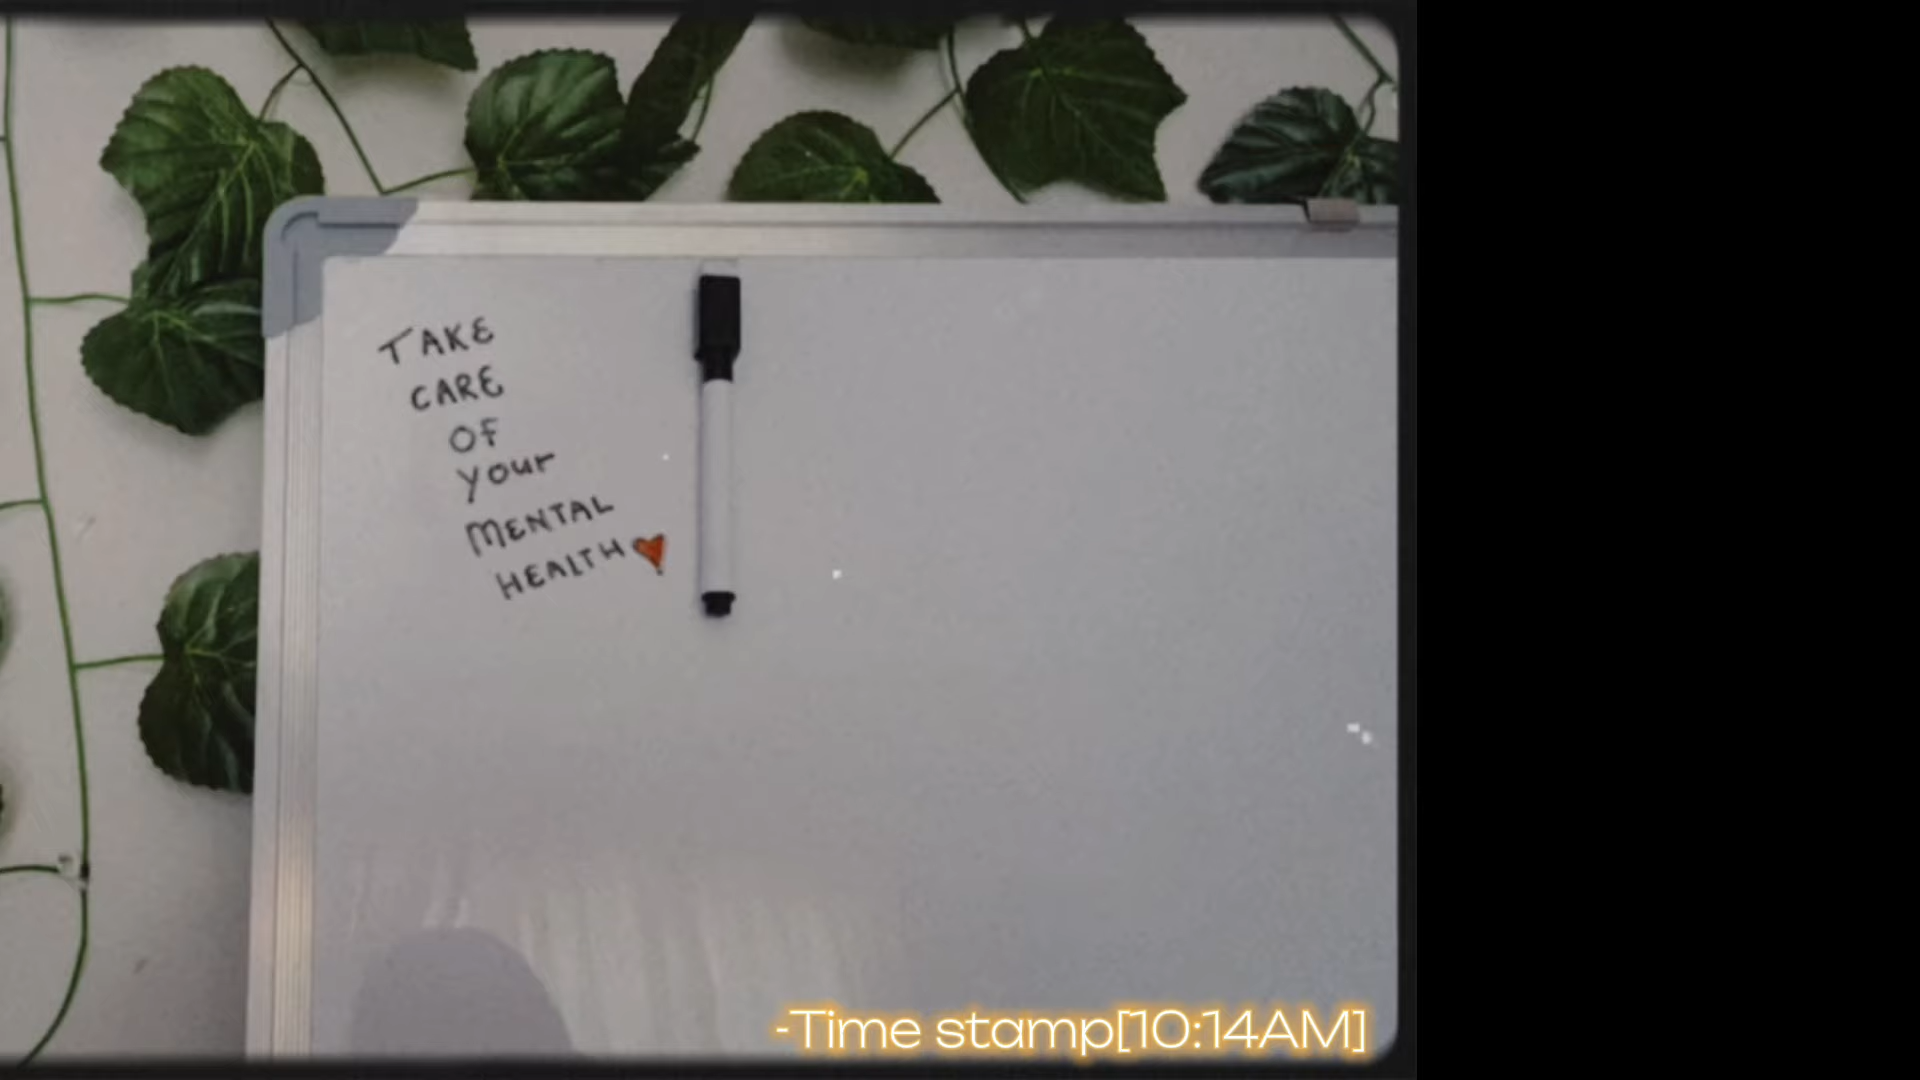 TAKE
CARE
OF
your
MENTAL
HEALTH
-Time stamp[10:14AM]